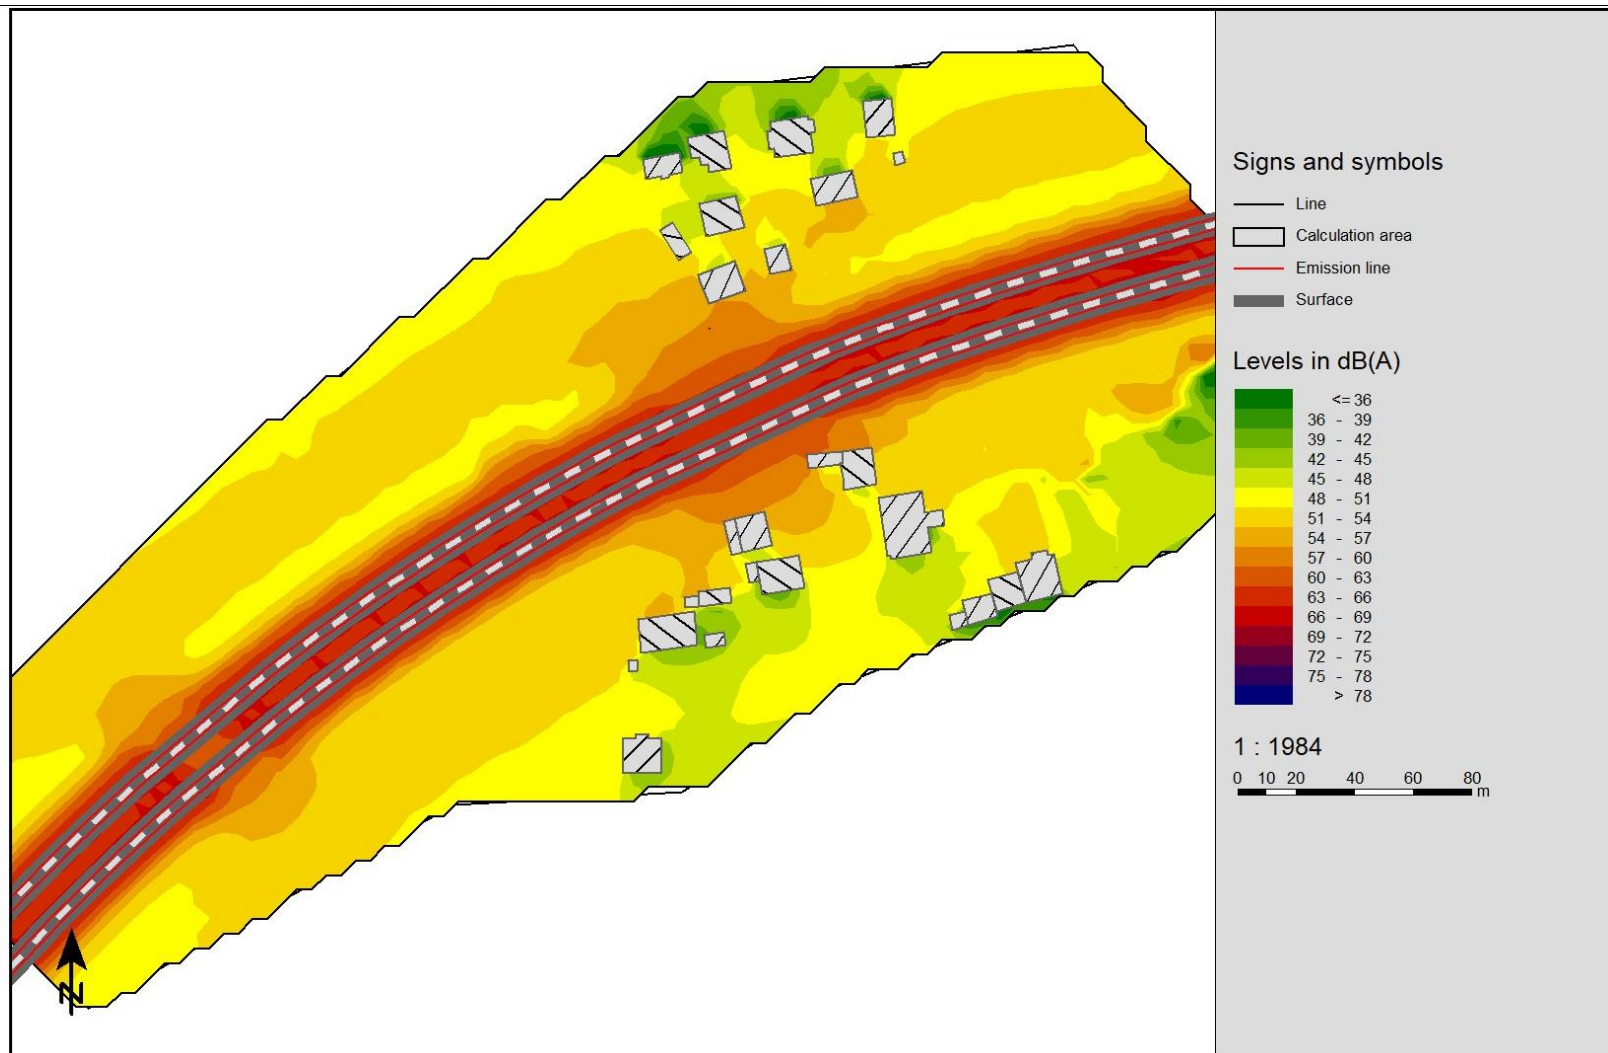 Signs and symbols
Line
Calculation area
Emission line
Surface
Levels in dB(A)
<= 36
36 - 39
39 - 42
42 - 45
45 - 48
48 - 51
51 - 54
54 - 57
57 - 60
60 - 63
63 - 66
66 - 69
69 - 72
72 - 75
75 - 78
> 78
1 : 1984
0 10 20 40 60 80
m
N